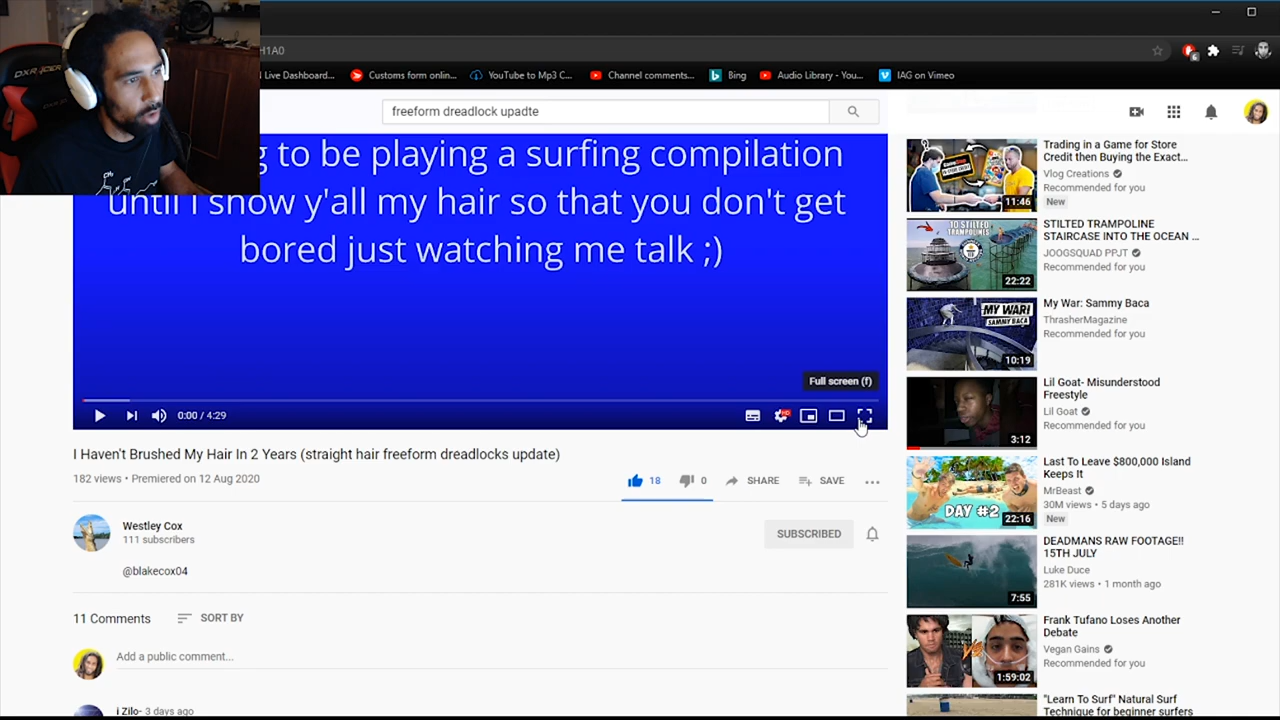 H1A0
Live Dashboard...
Customs form onlin...
YouTube to Mp3 C...
Channel comments...
Bing
Audio Library - You...
IAG on Vimeo
freeform dreadlock upadte
g to be playing a surfing compilation
until I show y'all my hair so that you don't get
bored just watching me talk ;)
Full screen (f)
0:00 / 4:29
I Haven't Brushed My Hair In 2 Years (straight hair freeform dreadlocks update)
182 views • Premiered on 12 Aug 2020
18
0
SHARE
SAVE
Westley Cox
111 subscribers
SUBSCRIBED
@blakecox04
11 Comments
SORT BY
Add a public comment...
i Zilo- 3 days ago
Trading in a Game for Store
Credit then Buying the Exact...
Vlog Creations
Recommended for you
New
11:46
STILTED TRAMPOLINE
STAIRCASE INTO THE OCEAN ...
JOOGSQUAD PPJT
Recommended for you
22:22
My War: Sammy Baca
ThrasherMagazine
Recommended for you
MY WAR!
SAMMY BACA
10:19
Lil Goat- Misunderstood
Freestyle
Lil Goat
Recommended for you
3:12
Last To Leave $800,000 Island
Keeps It
MrBeast
30M views • 5 days ago
New
DAY #2
22:16
DEADMANS RAW FOOTAGE!!
15TH JULY
Luke Duce
281K views • 1 month ago
7:55
Frank Tufano Loses Another
Debate
Vegan Gains
Recommended for you
VS
1:59:02
"Learn To Surf" Natural Surf
Technique for beginner surfers